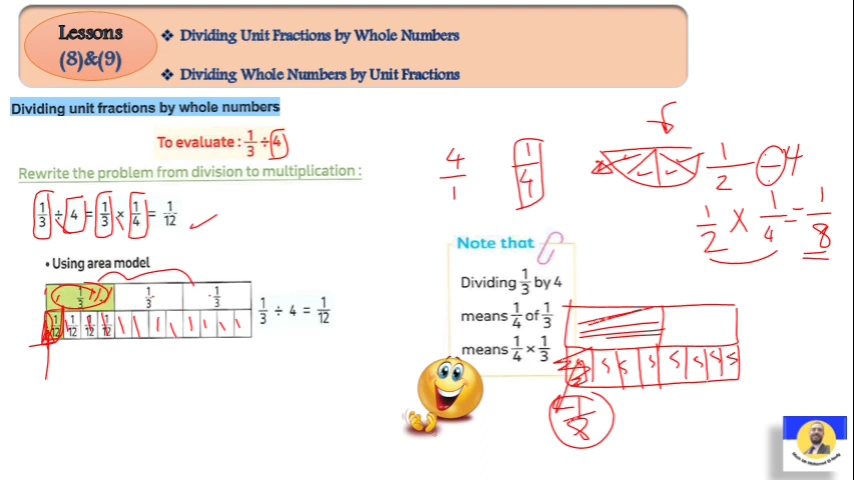 Lessons
(8)&(9)
❖ Dividing Unit Fractions by Whole Numbers
❖ Dividing Whole Numbers by Unit Fractions
Dividing unit fractions by whole numbers
To evaluate : 1/3 ÷ 4
Rewrite the problem from division to multiplication :
1/3 ÷ 4 = 1/3 × 1/4 = 1/12
• Using area model
1/3 1/3 1/3
1/12 1/12 1/12 1/12
1/3 ÷ 4 = 1/12
4/1 1/4
1/2 ÷ 4
1/2 × 1/4 = 1/8
Note that
Dividing 1/3 by 4
means 1/4 of 1/3
means 1/4 × 1/3
1/8